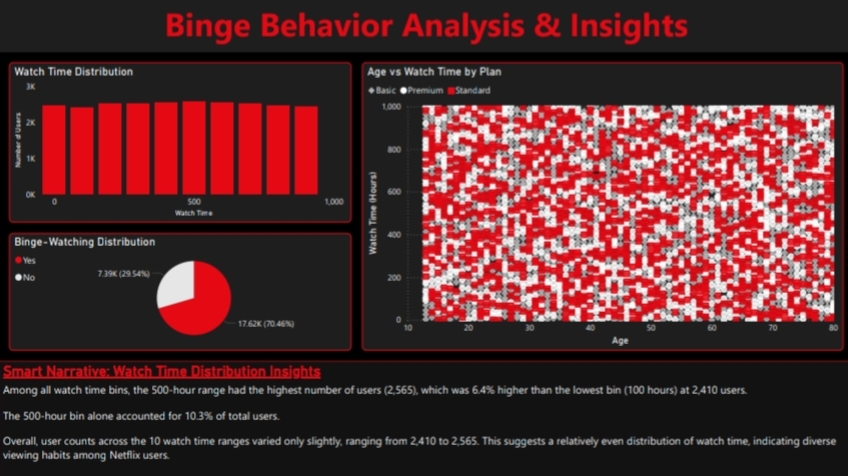 Binge Behavior Analysis & Insights
Watch Time Distribution
3K
2K
1K
0K
Number of Users
0
500
1,000
Watch Time
Binge-Watching Distribution
Yes
No
7.39K (29.54%)
17.62K (70.46%)
Age vs Watch Time by Plan
Basic Premium Standard
1,000
800
600
400
200
0
Watch Time (Hours)
10 20 30 40 50 60 70 80
Age
Smart Narrative: Watch Time Distribution Insights
Among all watch time bins, the 500-hour range had the highest number of users (2,565), which was 6.4% higher than the lowest bin (100 hours) at 2,410 users.
The 500-hour bin alone accounted for 10.3% of total users.
Overall, user counts across the 10 watch time ranges varied only slightly, ranging from 2,410 to 2,565. This suggests a relatively even distribution of watch time, indicating diverse
viewing habits among Netflix users.